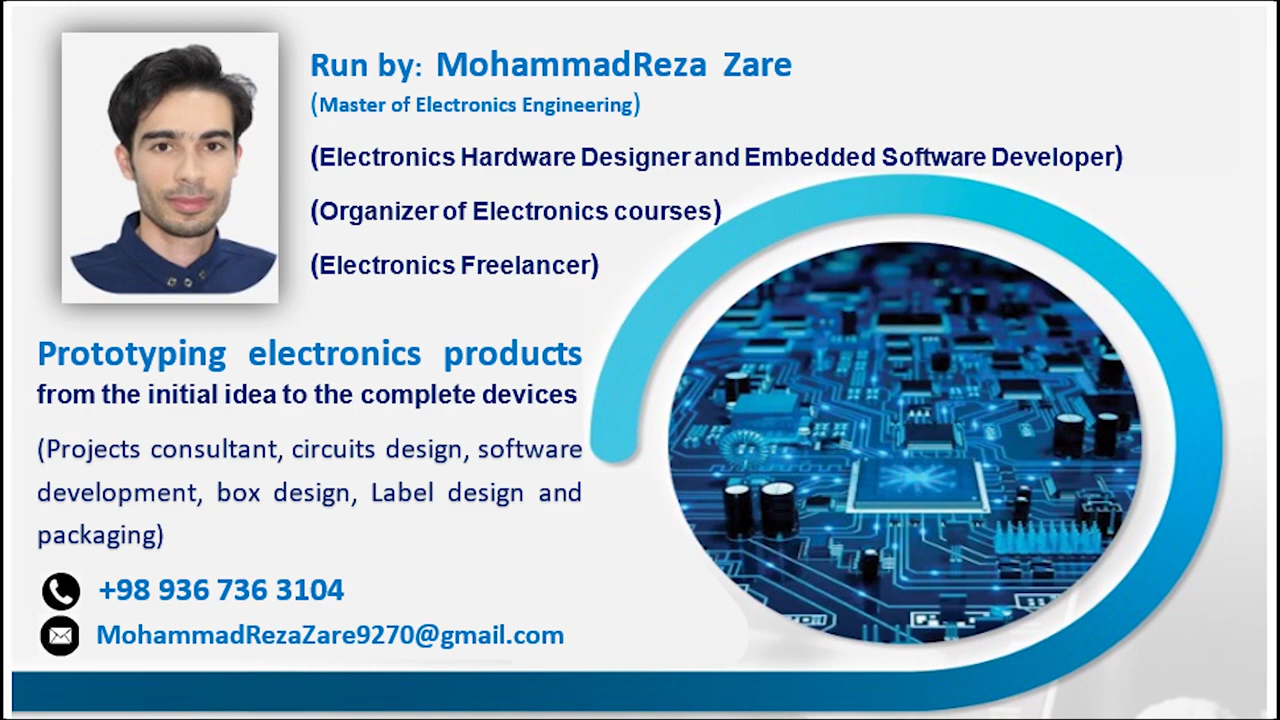 Run by: MohammadReza Zare
(Master of Electronics Engineering)
(Electronics Hardware Designer and Embedded Software Developer)
(Organizer of Electronics courses)
(Electronics Freelancer)
Prototyping electronics products
from the initial idea to the complete devices
(Projects consultant, circuits design, software
development, box design, Label design and
packaging)
+98 936 736 3104
MohammadRezaZare9270@gmail.com